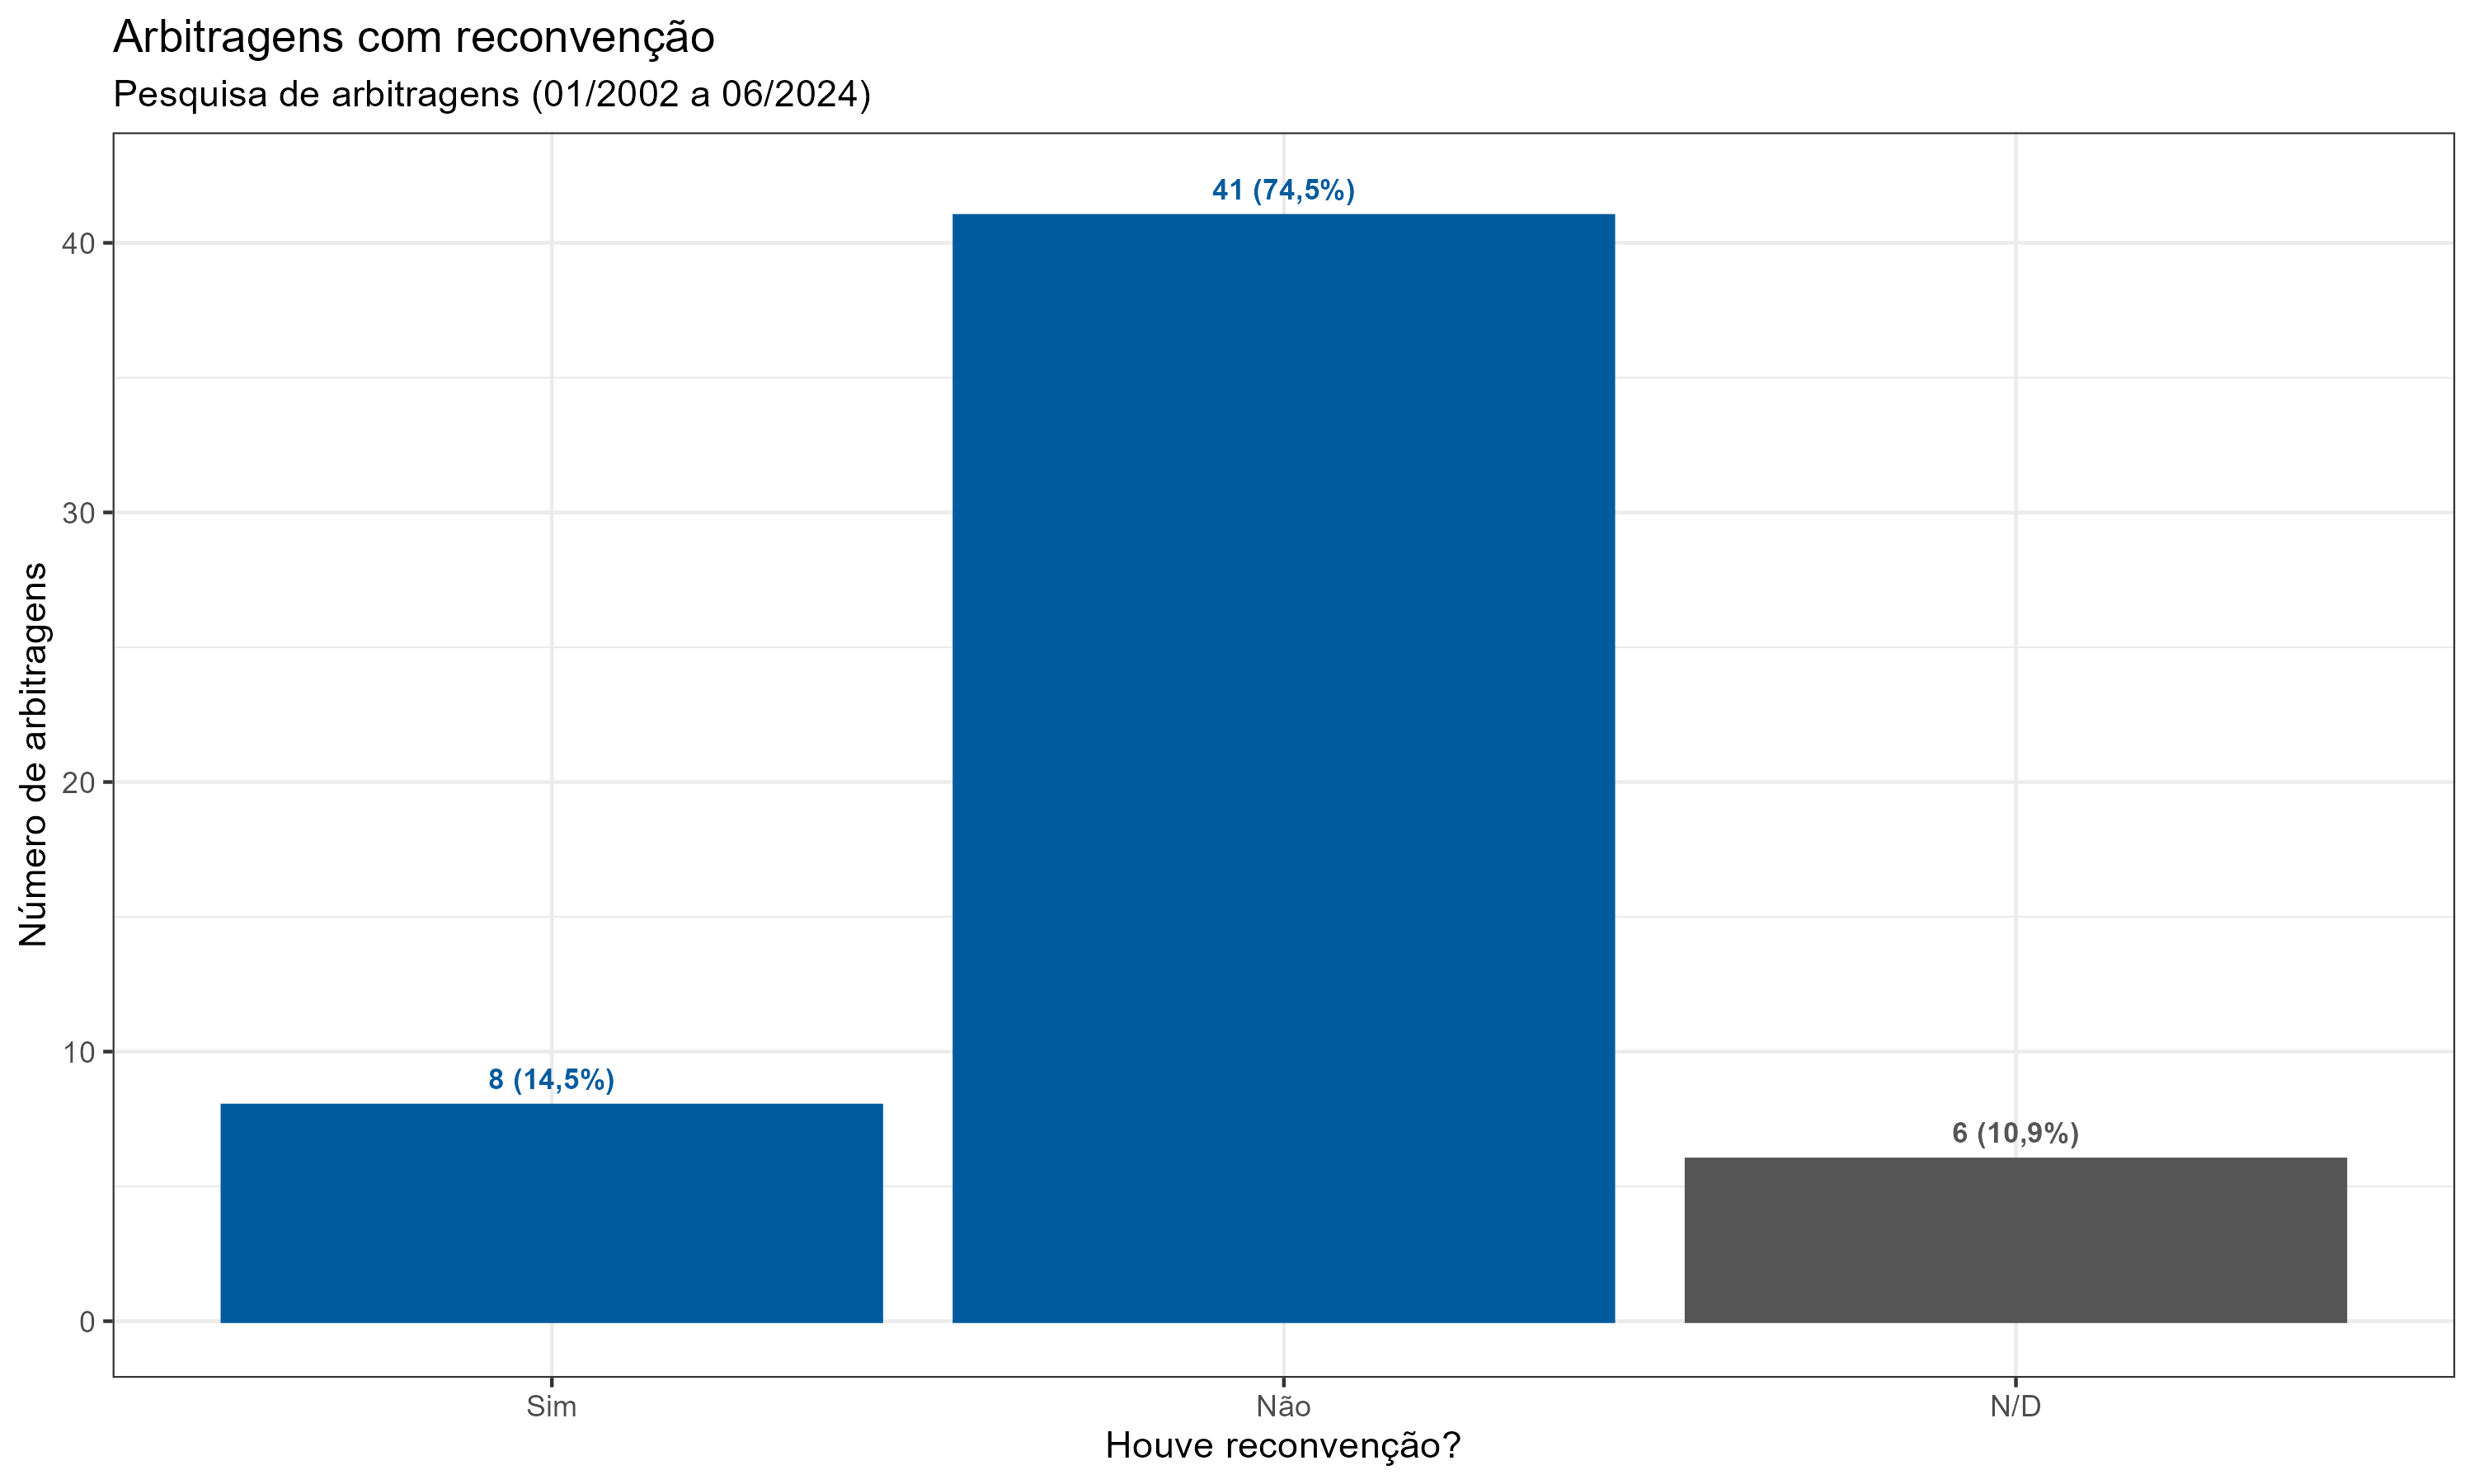 Arbitragens com reconvenção
Pesquisa de arbitragens (01/2002 a 06/2024)
Número de arbitragens
40
30
20
10
0
41 (74,5%)
8 (14,5%)
6 (10,9%)
Sim
Não
N/D
Houve reconvenção?